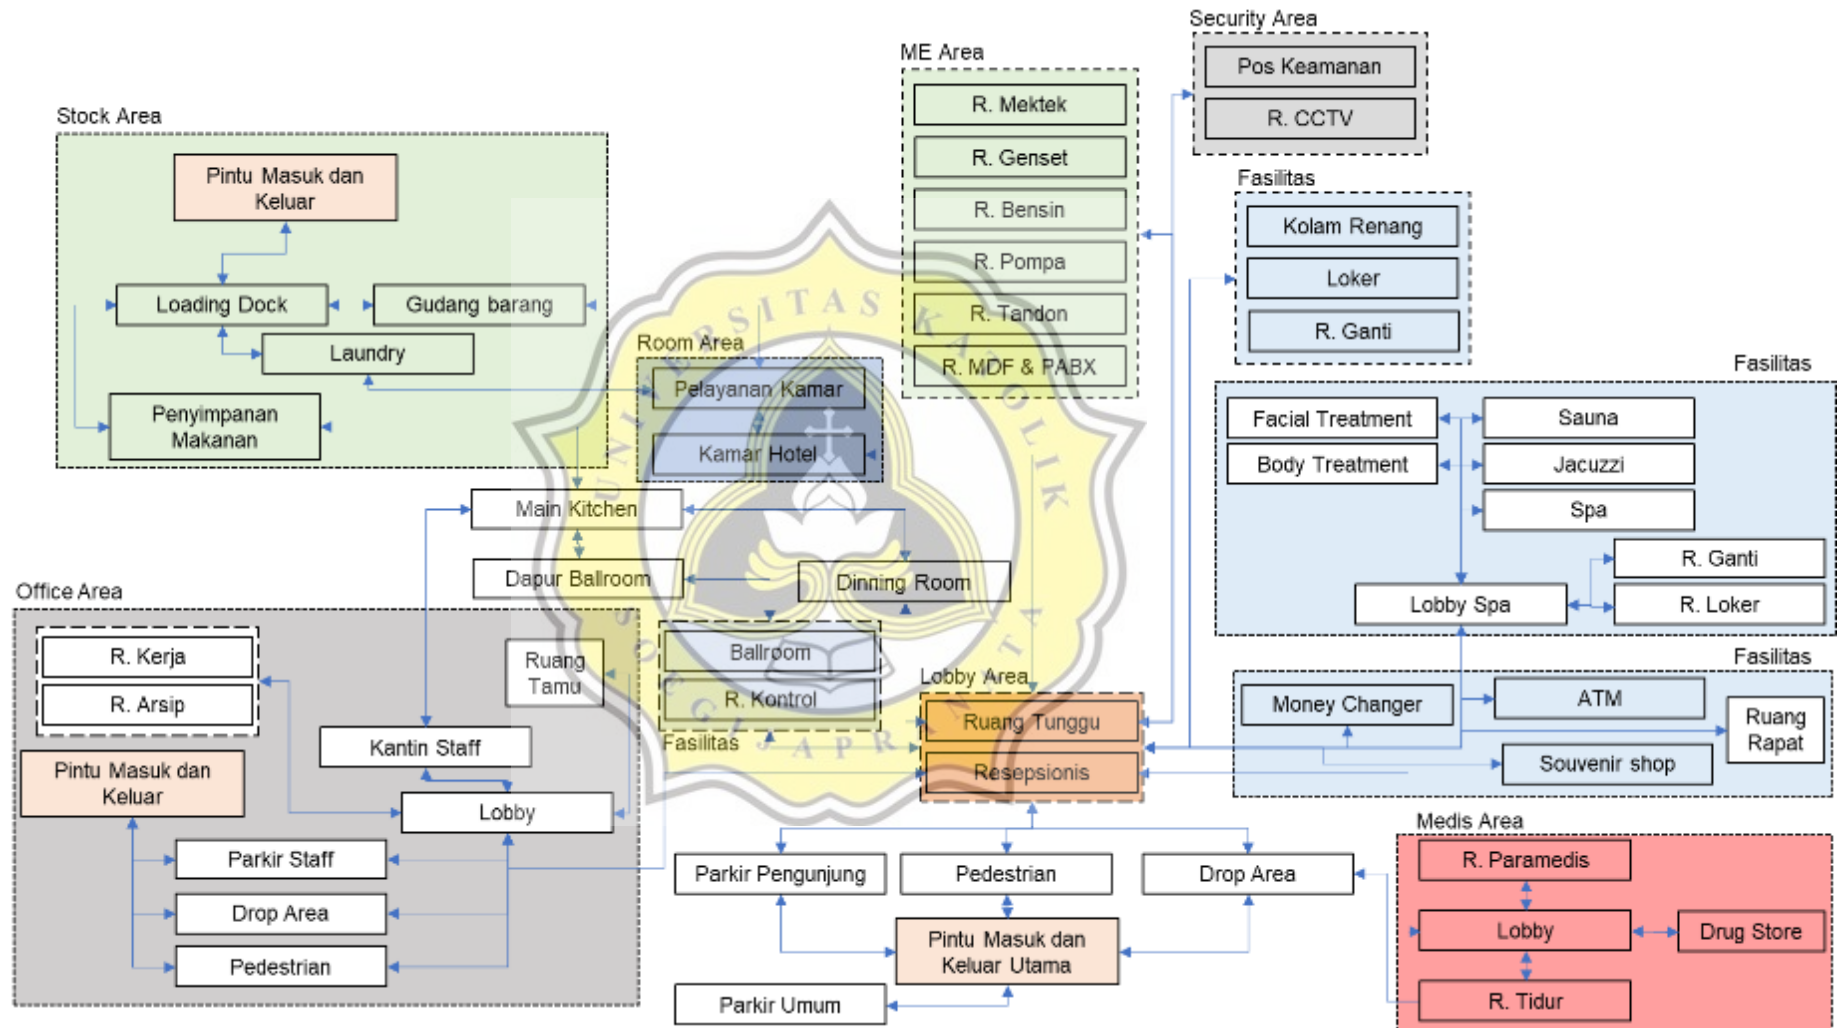 Security Area
Pos Keamanan
R. CCTV
ME Area
R. Mektek
R. Genset
R. Bensin
R. Pompa
R. Tandon
R. MDF & PABX
Stock Area
Pintu Masuk dan
Keluar
Loading Dock
Gudang barang
Laundry
Penyimpanan
Makanan
Fasilitas
Kolam Renang
Loker
R. Ganti
Room Area
Pelayanan Kamar
Kamar Hotel
Fasilitas
Facial Treatment
Sauna
Body Treatment
Jacuzzi
Spa
R. Ganti
Lobby Spa
R. Loker
Main Kitchen
Dapur Ballroom
Dinning Room
Ballroom
R. Kontrol
Fasilitas
Office Area
R. Kerja
R. Arsip
Ruang
Tamu
Kantin Staff
Pintu Masuk dan
Keluar
Lobby
Parkir Staff
Drop Area
Pedestrian
Lobby Area
Ruang Tunggu
Resepsionis
Fasilitas
Money Changer
ATM
Ruang
Rapat
Souvenir shop
Parkir Pengunjung
Pedestrian
Drop Area
Pintu Masuk dan
Keluar Utama
Parkir Umum
Medis Area
R. Paramedis
Lobby
Drug Store
R. Tidur
UNIVERSITAS KATOLIK
SOEGIJAPRANATA